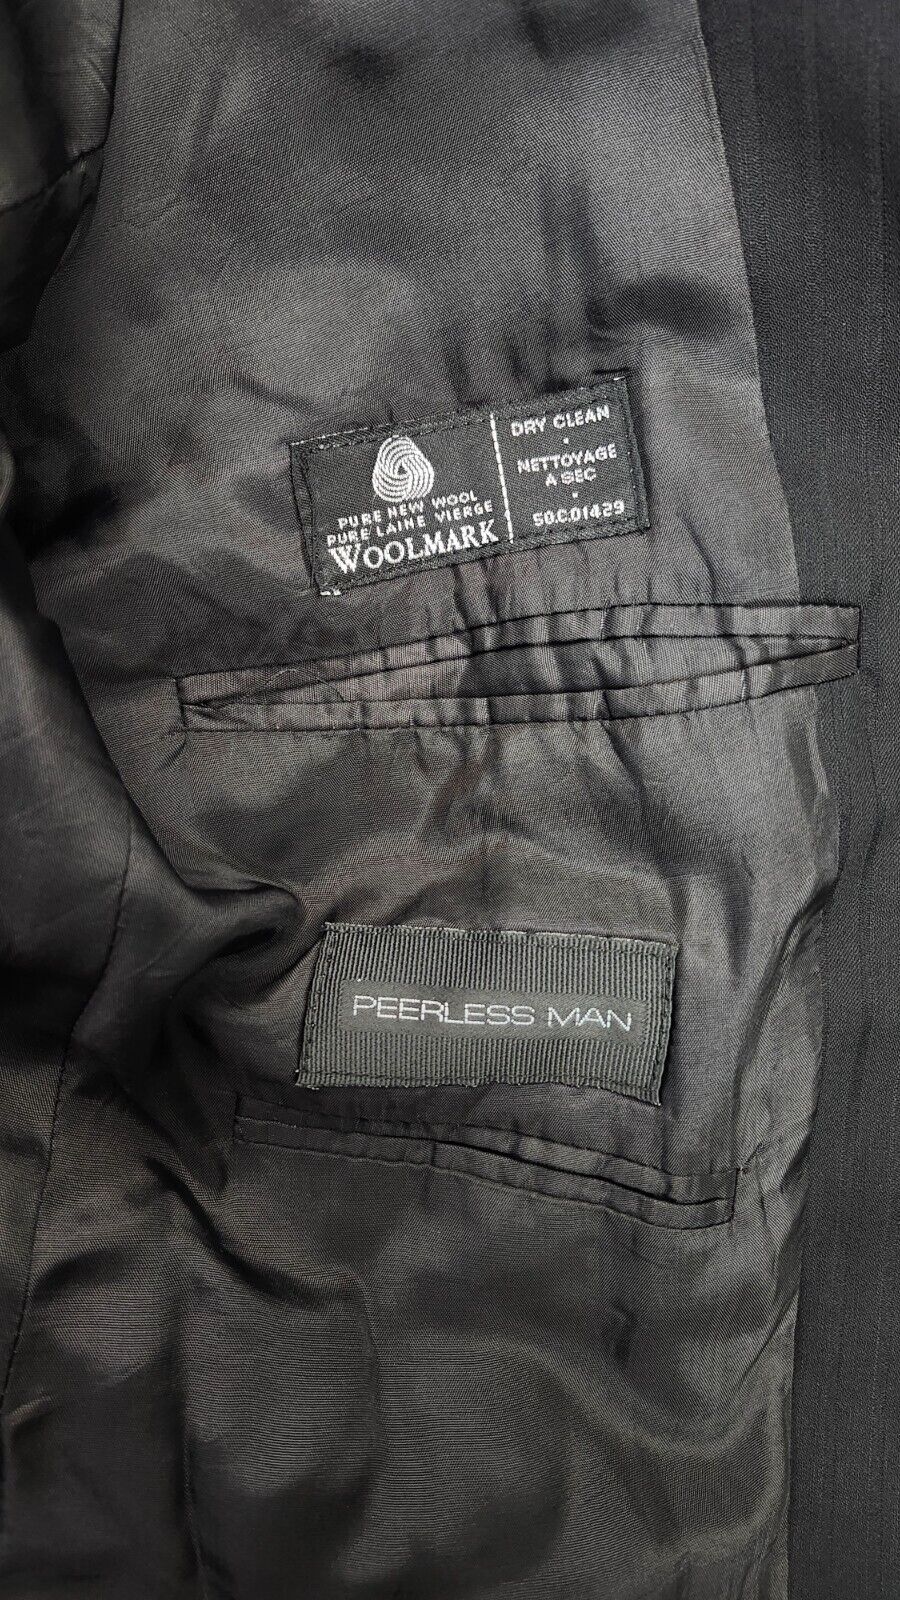 PURE NEW WOOL
PURE LAINE VIERGE
WOOLMARK
DRY CLEAN
NETTOYAGE
A SEC
50.C.01429
PEERLESS MAN